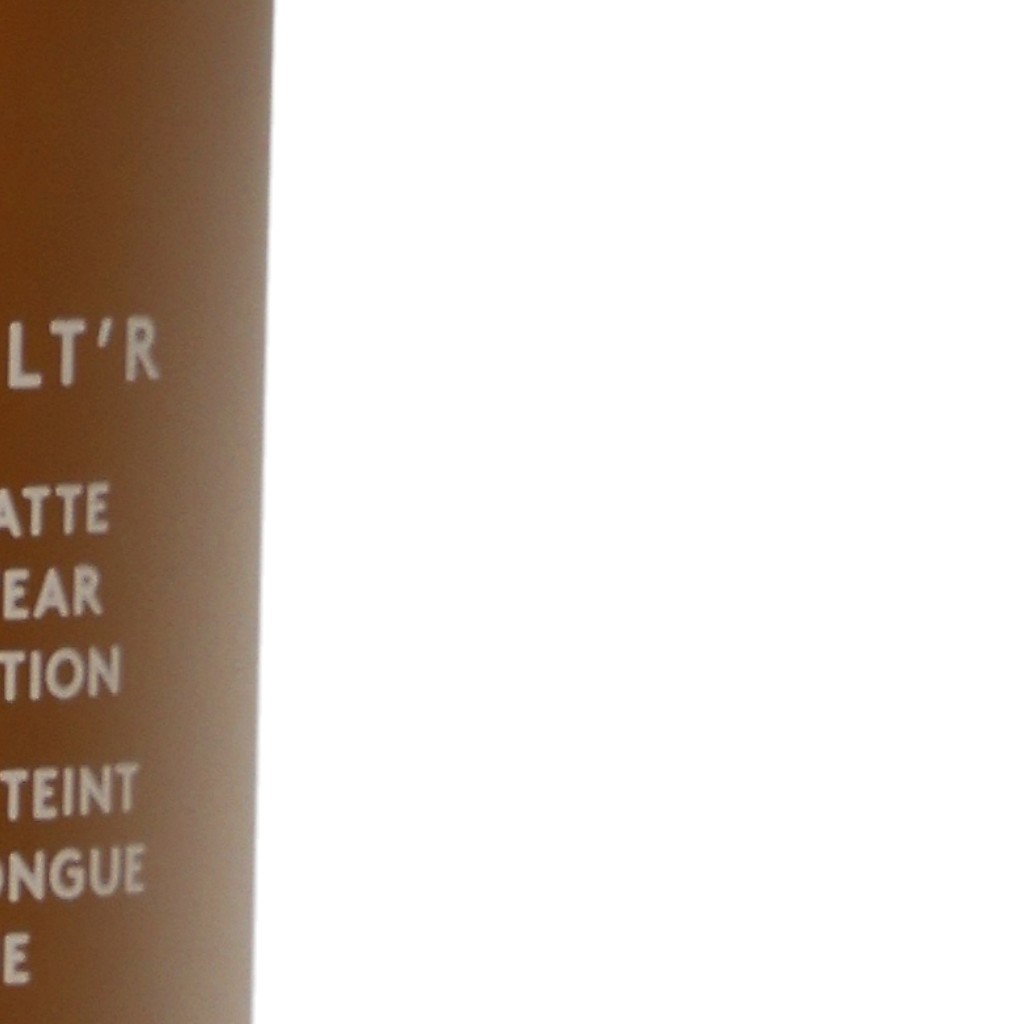 LT'R
ATTE
EAR
TION
TEINT
ONGUE
E